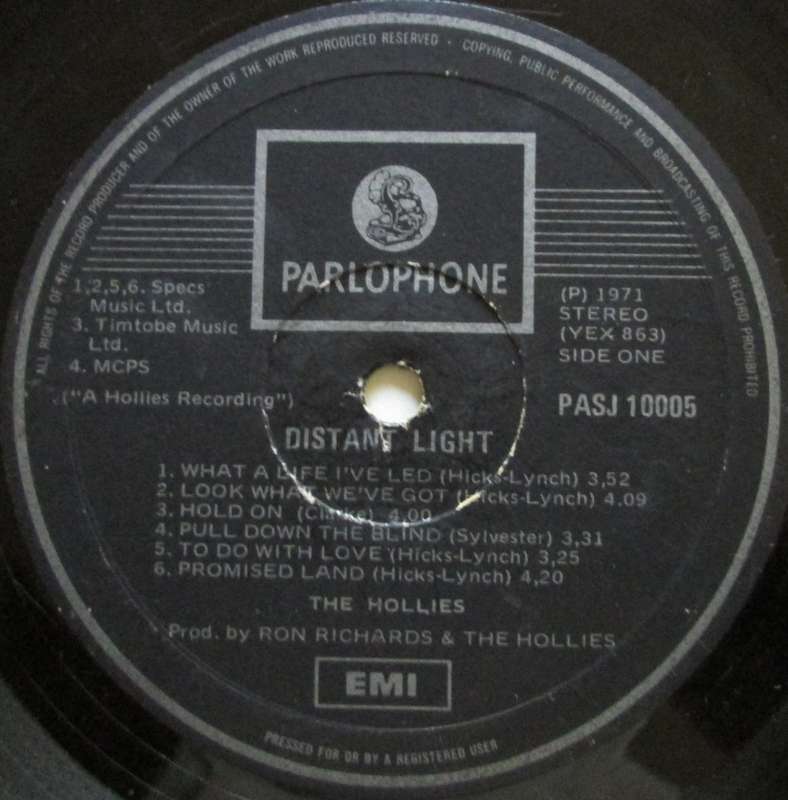 ALL RIGHTS OF THE RECORD PRODUCER AND OF THE OWNER OF THE WORK REPRODUCED RESERVED · COPYING, PUBLIC PERFORMANCE AND BROADCASTING OF THIS RECORD PROHIBITED
PARLOPHONE
1,2,5,6. Specs
Music Ltd.
3. Timtobe Music
Ltd.
4. MCPS
("A Hollies Recording")
(P) 1971
STEREO
(YEX 863)
SIDE ONE
PASJ 10005
DISTANT LIGHT
1. WHAT A LIFE I'VE LED (Hicks-Lynch) 3,52
2. LOOK WHAT WE'VE GOT (Hicks-Lynch) 4.09
3. HOLD ON (Clarke) 4.00
4. PULL DOWN THE BLIND (Sylvester) 3,31
5. TO DO WITH LOVE (Hicks-Lynch) 3,25
6. PROMISED LAND (Hicks-Lynch) 4,20
THE HOLLIES
Prod. by RON RICHARDS & THE HOLLIES
EMI
PRESSED FOR OR BY A REGISTERED USER